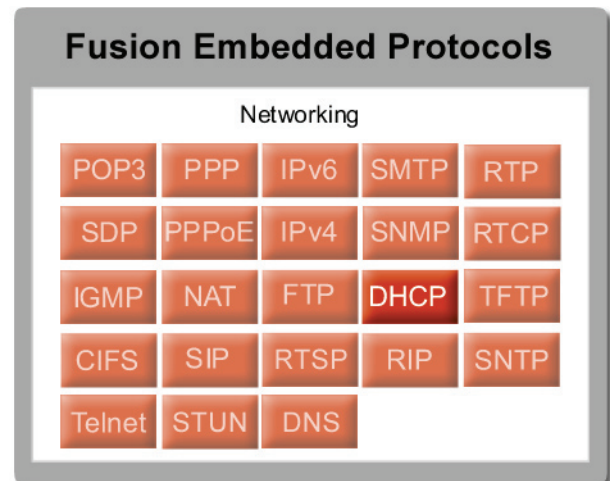 Fusion Embedded Protocols
Networking
POP3 PPP IPv6 SMTP RTP
SDP PPPoE IPv4 SNMP RTCP
IGMP NAT FTP DHCP TFTP
CIFS SIP RTSP RIP SNTP
Telnet STUN DNS